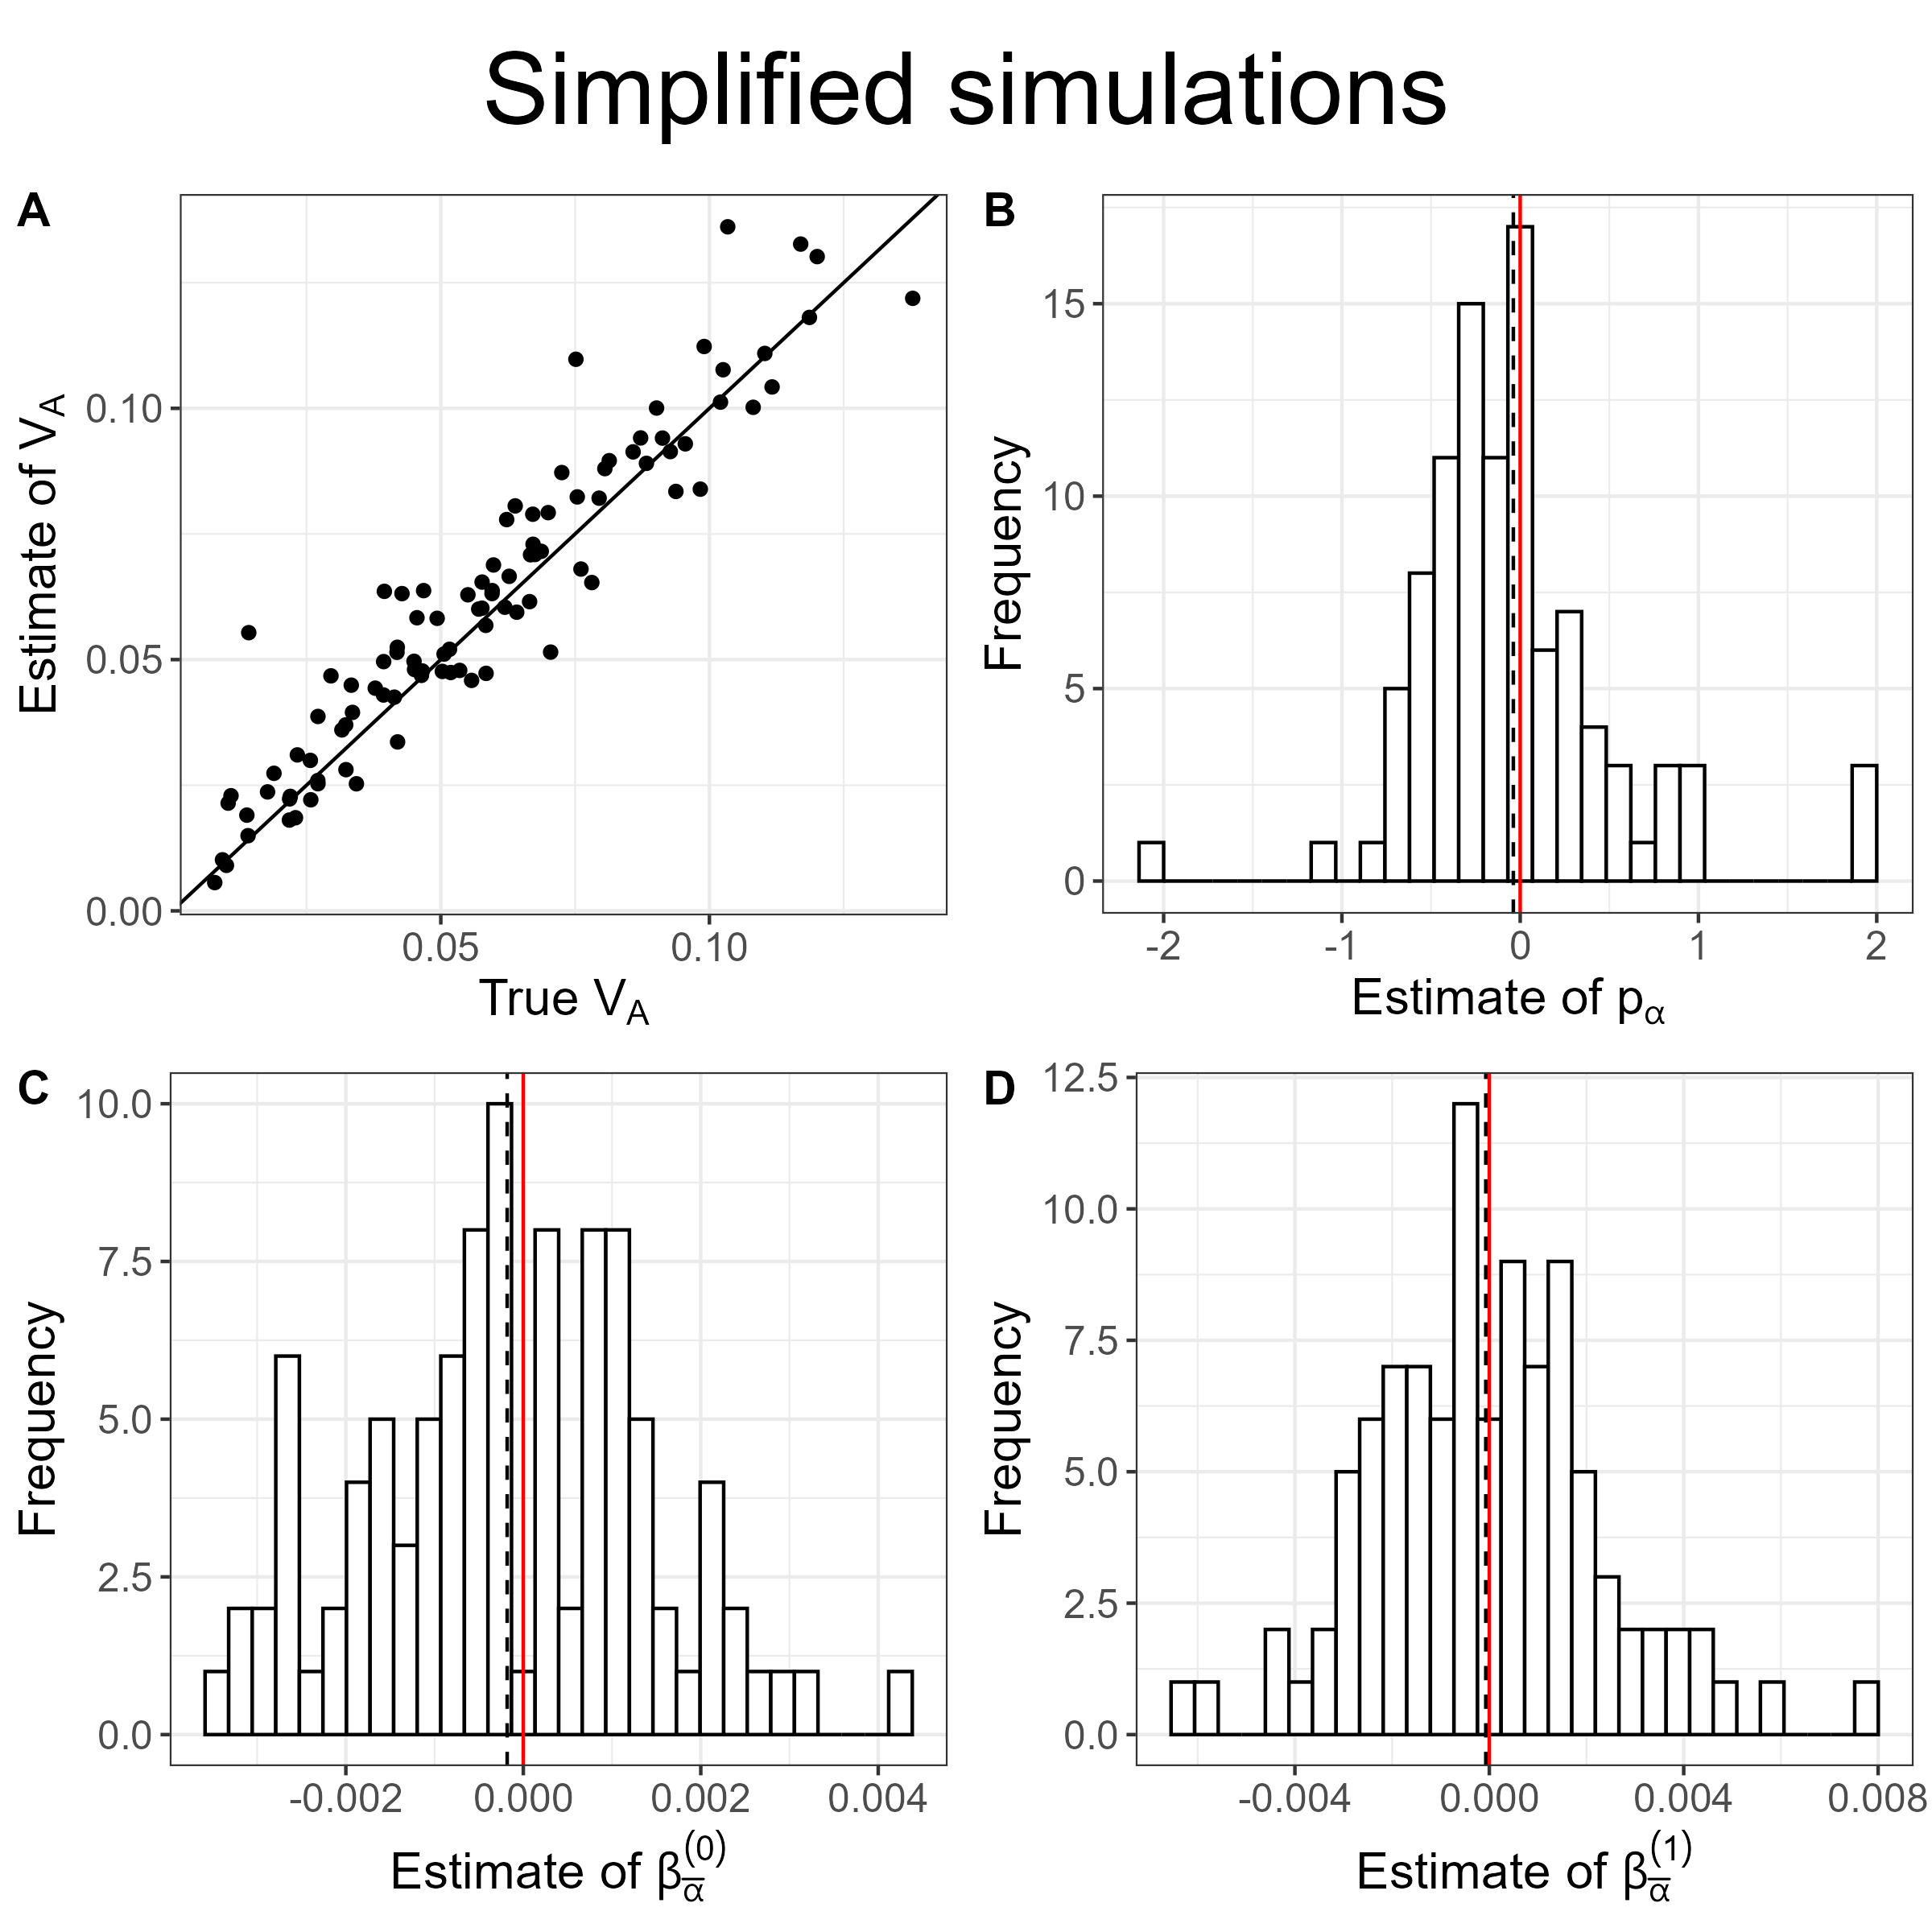 Simplified simulations
A
Estimate of V_A
0.10
0.05
0.00
0.05 0.10
True V_A
B
Frequency
15
10
5
0
-2 -1 0 1 2
Estimate of p_α
C
Frequency
10.0
7.5
5.0
2.5
0.0
-0.002 0.000 0.002 0.004
Estimate of β_α̅^(0)
D
Frequency
12.5
10.0
7.5
5.0
2.5
0.0
-0.004 0.000 0.004 0.008
Estimate of β_α̅^(1)